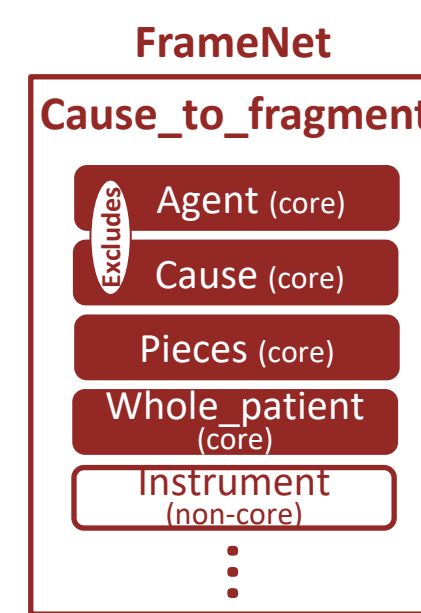 FrameNet
Cause_to_fragment
Excludes
Agent (core)
Cause (core)
Pieces (core)
Whole_patient
(core)
Instrument
(non-core)